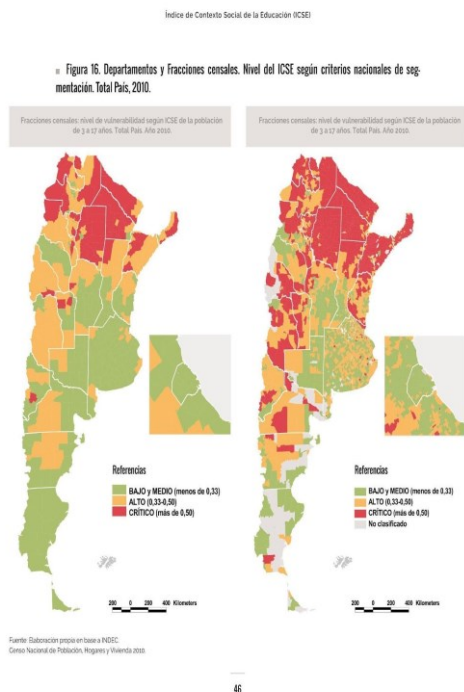 Índice de Contexto Social de la Educación (ICSE)
Figura 16. Departamentos y Fracciones censales. Nivel del ICSE según criterios nacionales de seg-
mentación. Total País, 2010.
Fracciones censales: nivel de vulnerabilidad según ICSE de la población
de 3 a 17 años. Total País. Año 2010.
Fracciones censales: nivel de vulnerabilidad según ICSE de la población
de 3 a 17 años. Total País. Año 2010.
Referencias
BAJO y MEDIO (menos de 0,33)
ALTO (0,33-0,50)
CRÍTICO (más de 0,50)
200 0 200 400 Kilometers
Referencias
BAJO y MEDIO (menos de 0,33)
ALTO (0,33-0,50)
CRÍTICO (más de 0,50)
No clasificado
200 0 200 400 Kilometers
Fuente: Elaboración propia en base a INDEC.
Censo Nacional de Población, Hogares y Vivienda 2010.
46